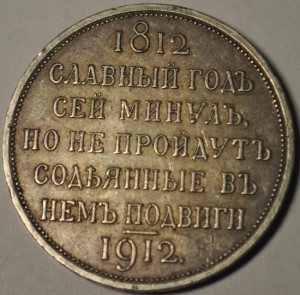 1812
СЛАВНЫЙ ГОДЪ
СЕЙ МИНУЛЪ,
НО НЕ ПРОЙДУТЪ
СОДѢЯННЫЕ ВЪ
НЕМЪ ПОДВИГИ
1912.